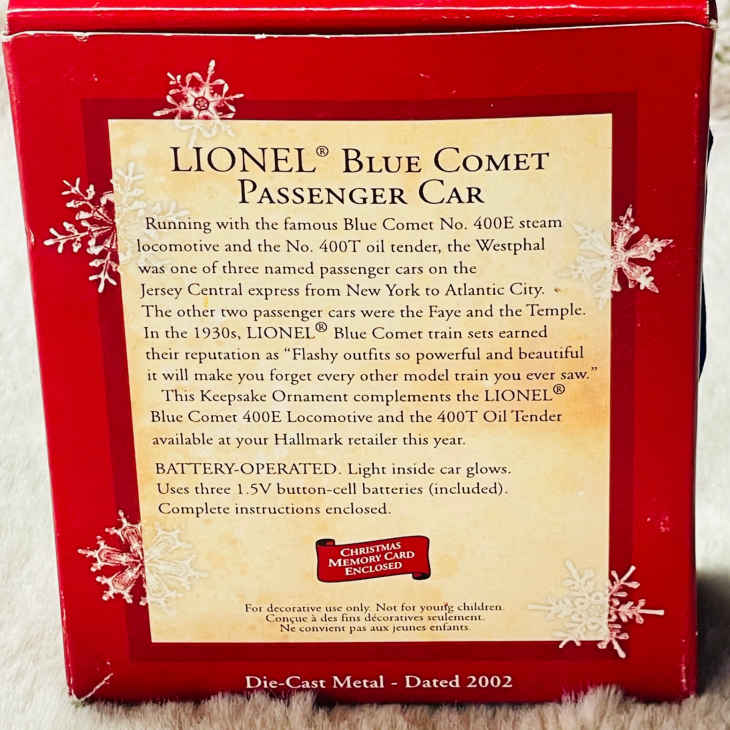 LIONEL® BLUE COMET
PASSENGER CAR
Running with the famous Blue Comet No. 400E steam
locomotive and the No. 400T oil tender, the Westphal
was one of three named passenger cars on the
Jersey Central express from New York to Atlantic City.
The other two passenger cars were the Faye and the Temple.
In the 1930s, LIONEL® Blue Comet train sets earned
their reputation as “Flashy outfits so powerful and beautiful
it will make you forget every other model train you ever saw.”
This Keepsake Ornament complements the LIONEL®
Blue Comet 400E Locomotive and the 400T Oil Tender
available at your Hallmark retailer this year.
BATTERY-OPERATED. Light inside car glows.
Uses three 1.5V button-cell batteries (included).
Complete instructions enclosed.
CHRISTMAS
MEMORY CARD
ENCLOSED
For decorative use only. Not for young children.
Conçue à des fins décoratives seulement.
Ne convient pas aux jeunes enfants.
Die-Cast Metal - Dated 2002